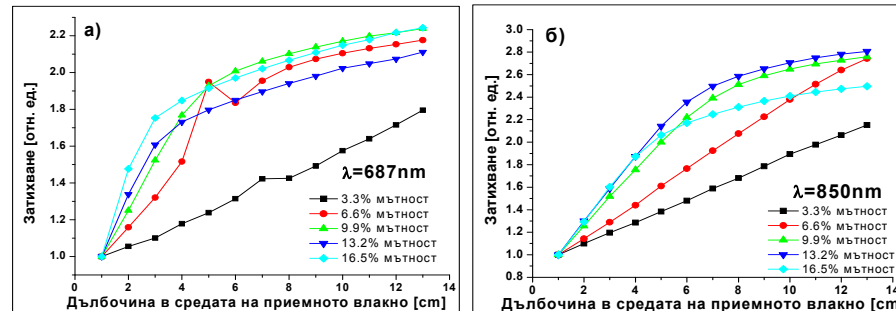 а)
Затихване [отн. ед.]
2.2
2.0
1.8
1.6
1.4
1.2
1.0
λ=687nm
3.3% мътност
6.6% мътност
9.9% мътност
13.2% мътност
16.5% мътност
0 2 4 6 8 10 12 14
Дълбочина в средата на приемното влакно [cm]
б)
Затихване [отн. ед.]
3.0
2.8
2.6
2.4
2.2
2.0
1.8
1.6
1.4
1.2
1.0
0.8
λ=850nm
3.3% мътност
6.6% мътност
9.9% мътност
13.2% мътност
16.5% мътност
0 2 4 6 8 10 12 14
Дълбочина в средата на приемното влакно [cm]